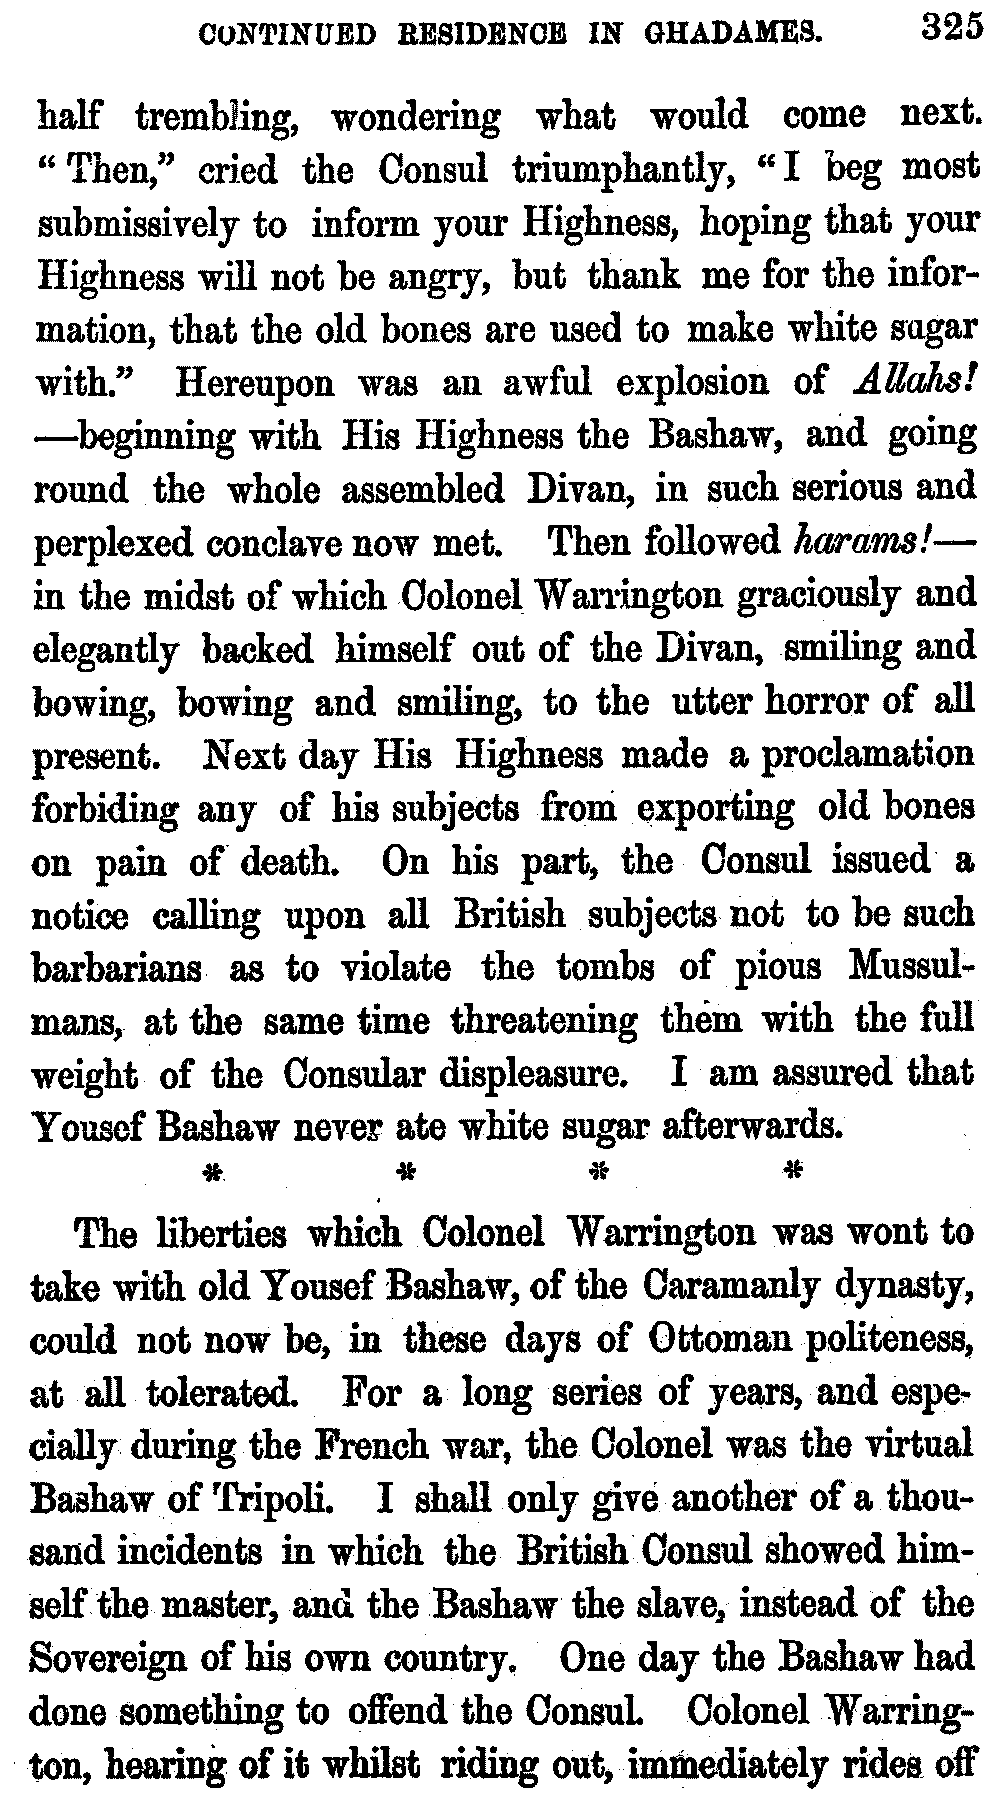 CONTINUED RESIDENCE IN GHADAMES. 325
half trembling, wondering what would come next.
“Then,” cried the Consul triumphantly, “I beg most
submissively to inform your Highness, hoping that your
Highness will not be angry, but thank me for the infor-
mation, that the old bones are used to make white sugar
with.” Hereupon was an awful explosion of Allahs!
—beginning with His Highness the Bashaw, and going
round the whole assembled Divan, in such serious and
perplexed conclave now met. Then followed harams!—
in the midst of which Colonel Warrington graciously and
elegantly backed himself out of the Divan, smiling and
bowing, bowing and smiling, to the utter horror of all
present. Next day His Highness made a proclamation
forbiding any of his subjects from exporting old bones
on pain of death. On his part, the Consul issued a
notice calling upon all British subjects not to be such
barbarians as to violate the tombs of pious Mussul-
mans, at the same time threatening them with the full
weight of the Consular displeasure. I am assured that
Yousef Bashaw never ate white sugar afterwards.
* * * *
The liberties which Colonel Warrington was wont to
take with old Yousef Bashaw, of the Caramanly dynasty,
could not now be, in these days of Ottoman politeness,
at all tolerated. For a long series of years, and espe-
cially during the French war, the Colonel was the virtual
Bashaw of Tripoli. I shall only give another of a thou-
sand incidents in which the British Consul showed him-
self the master, and the Bashaw the slave, instead of the
Sovereign of his own country. One day the Bashaw had
done something to offend the Consul. Colonel Warring-
ton, hearing of it whilst riding out, immediately rides off